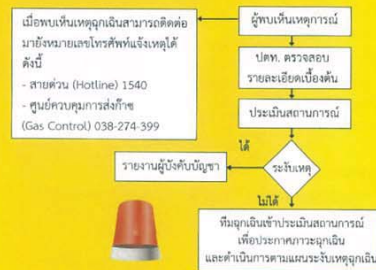 เมื่อพบเห็นเหตุฉุกเฉินสามารถติดต่อ
มายังหมายเลขโทรศัพท์แจ้งเหตุได้
ดังนี้
- สายด่วน (Hotline) 1540
- ศูนย์ควบคุมการส่งก๊าซ
(Gas Control) 038-274-399
ผู้พบเห็นเหตุการณ์
ปตท. ตรวจสอบ
รายละเอียดเบื้องต้น
ประเมินสถานการณ์
ได้
รายงานผู้บังคับบัญชา
ระงับเหตุ
ไม่ได้
ทีมฉุกเฉินเข้าประเมินสถานการณ์
เพื่อประกาศภาวะฉุกเฉิน
และดำเนินการตามแผนระงับเหตุฉุกเฉิน